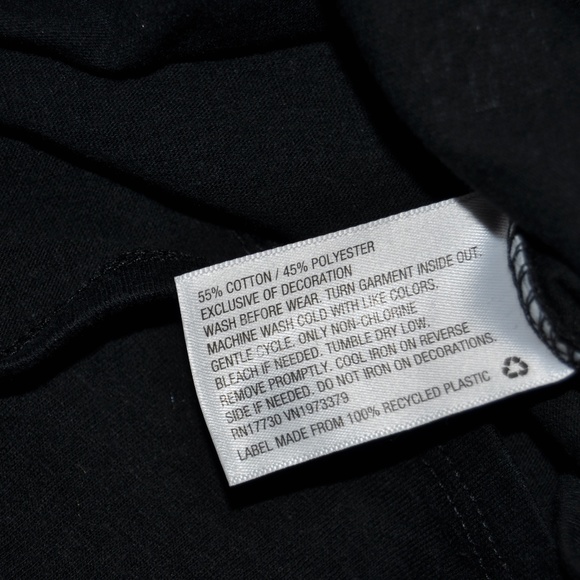 55% COTTON / 45% POLYESTER
EXCLUSIVE OF DECORATION
WASH BEFORE WEAR. TURN GARMENT INSIDE OUT.
MACHINE WASH COLD WITH LIKE COLORS.
GENTLE CYCLE. ONLY NON-CHLORINE
BLEACH IF NEEDED. TUMBLE DRY LOW.
REMOVE PROMPTLY. COOL IRON ON REVERSE
SIDE IF NEEDED. DO NOT IRON ON DECORATIONS.
RN17730 VN1973379
LABEL MADE FROM 100% RECYCLED PLASTIC